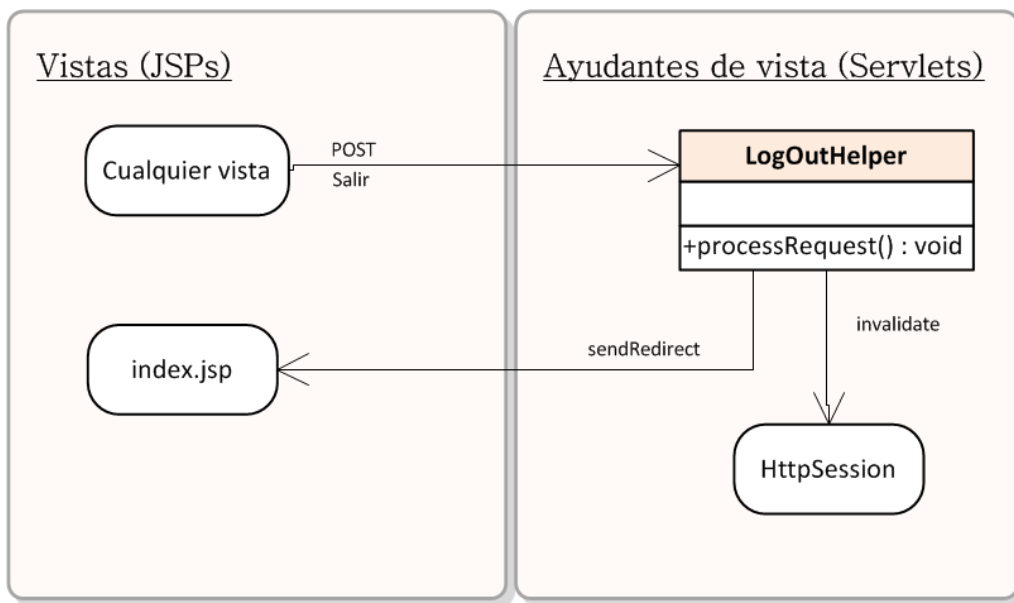 Vistas (JSPs)
Ayudantes de vista (Servlets)
Cualquier vista
POST
Salir
LogOutHelper
+processRequest() : void
index.jsp
sendRedirect
invalidate
HttpSession